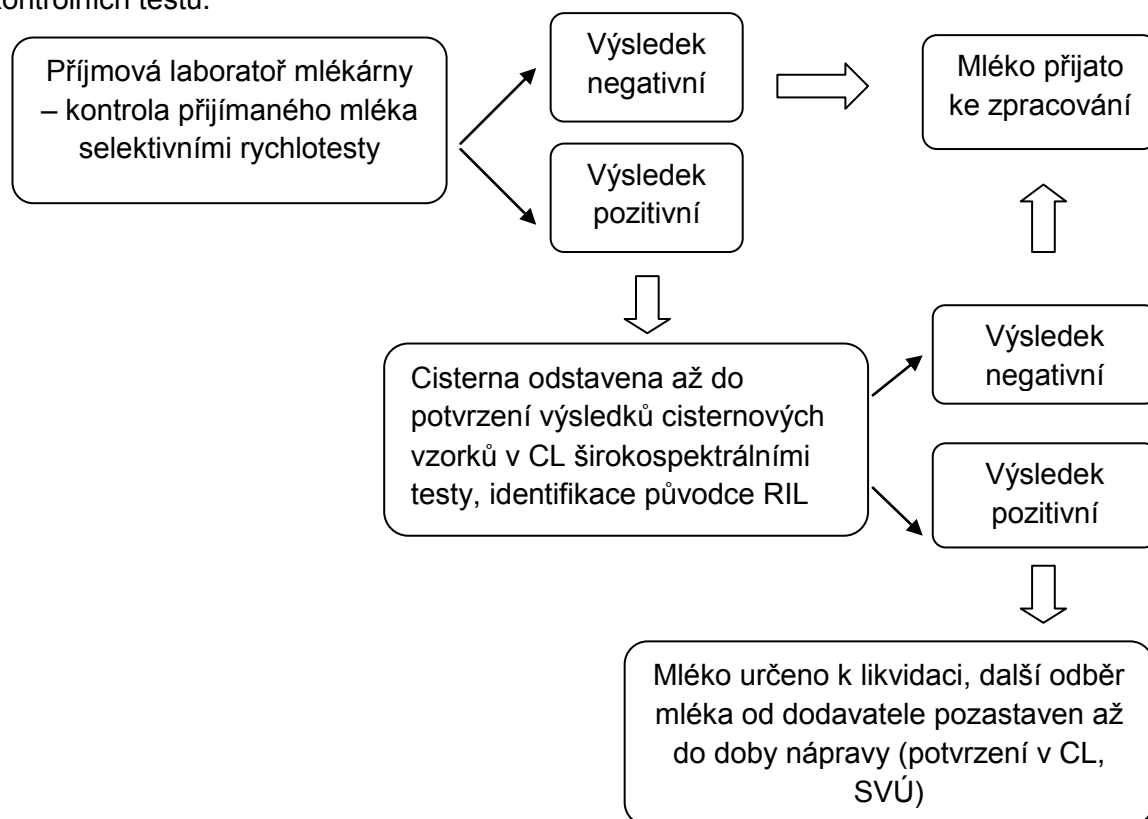 kontrolních testů.
Příjmová laboratoř mlékárny
– kontrola přijímaného mléka
selektivními rychlotesty
Výsledek
negativní
Mléko přijato
ke zpracování
Výsledek
pozitivní
Cisterna odstavena až do
potvrzení výsledků cisternových
vzorků v CL širokospektrálními
testy, identifikace původce RIL
Výsledek
negativní
Výsledek
pozitivní
Mléko určeno k likvidaci, další odběr
mléka od dodavatele pozastaven až
do doby nápravy (potvrzení v CL,
SVÚ)